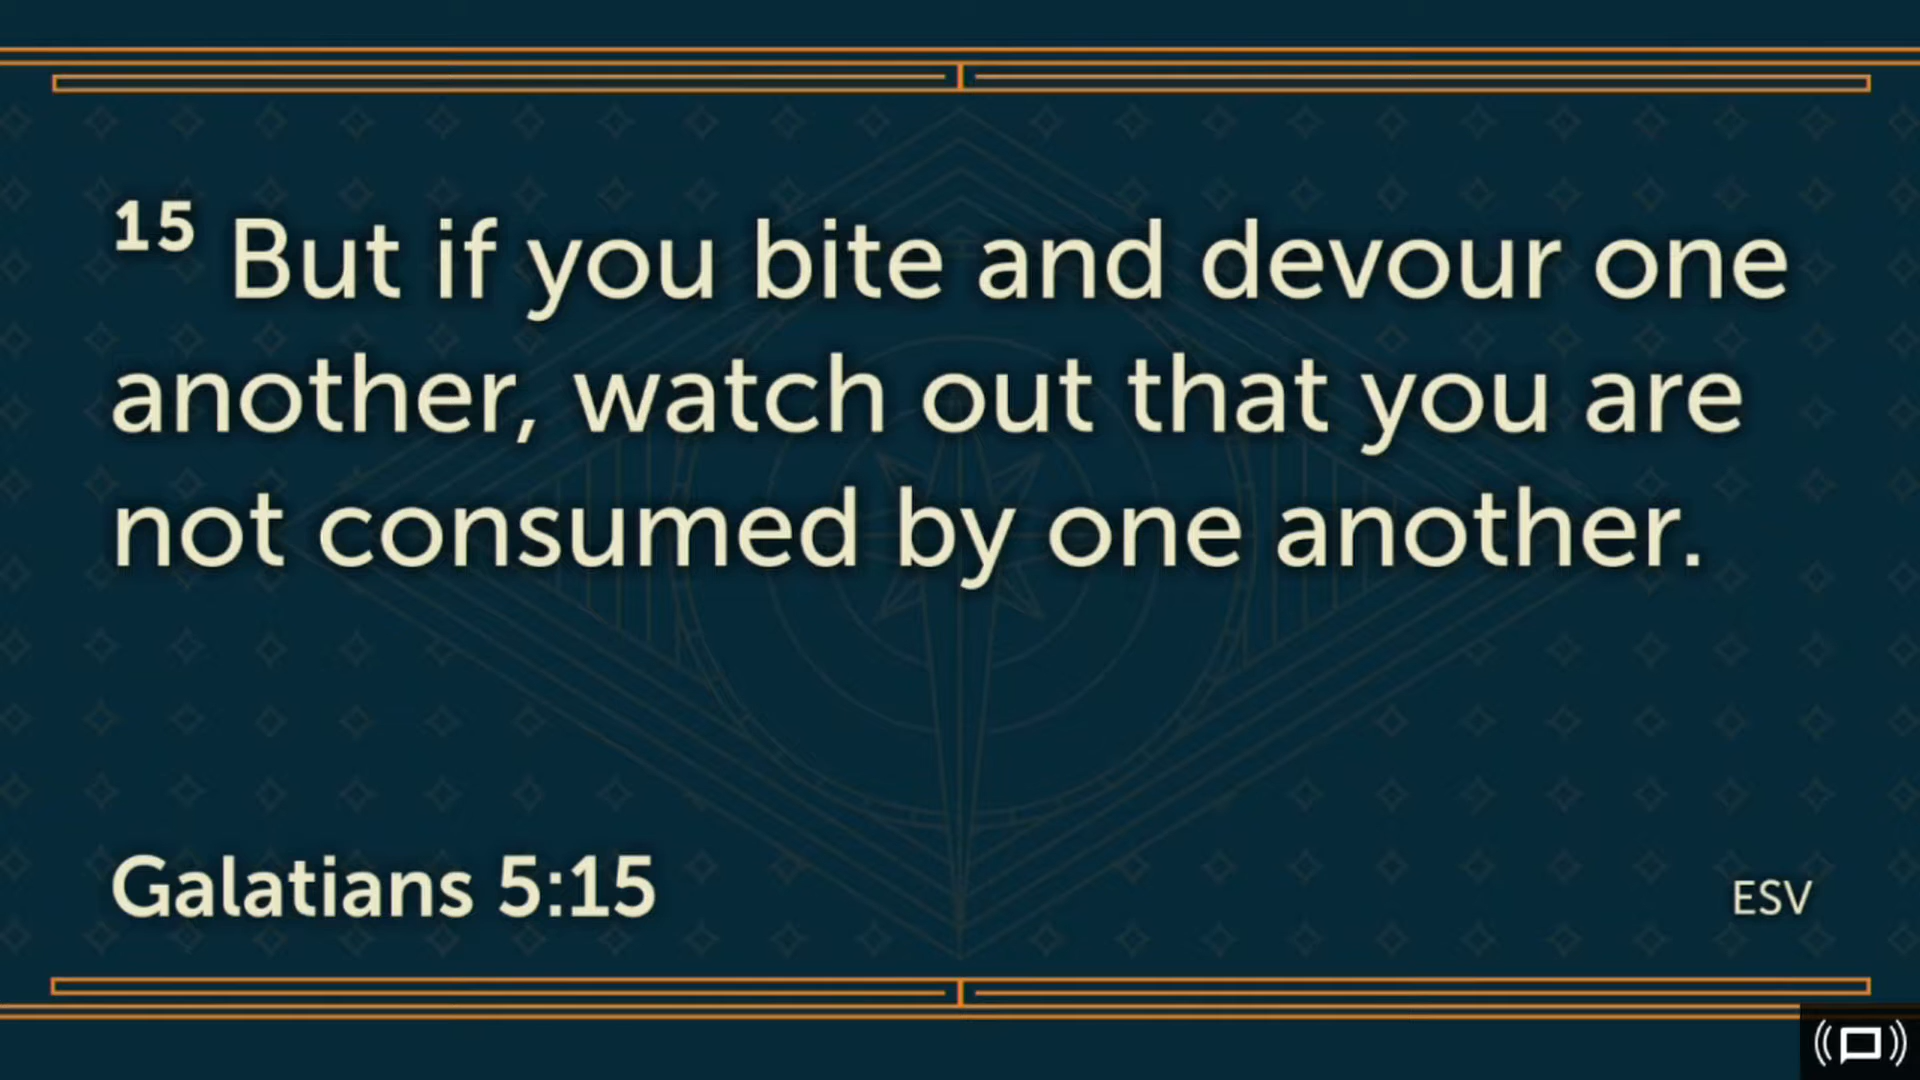 15 But if you bite and devour one
another, watch out that you are
not consumed by one another.
Galatians 5:15
ESV